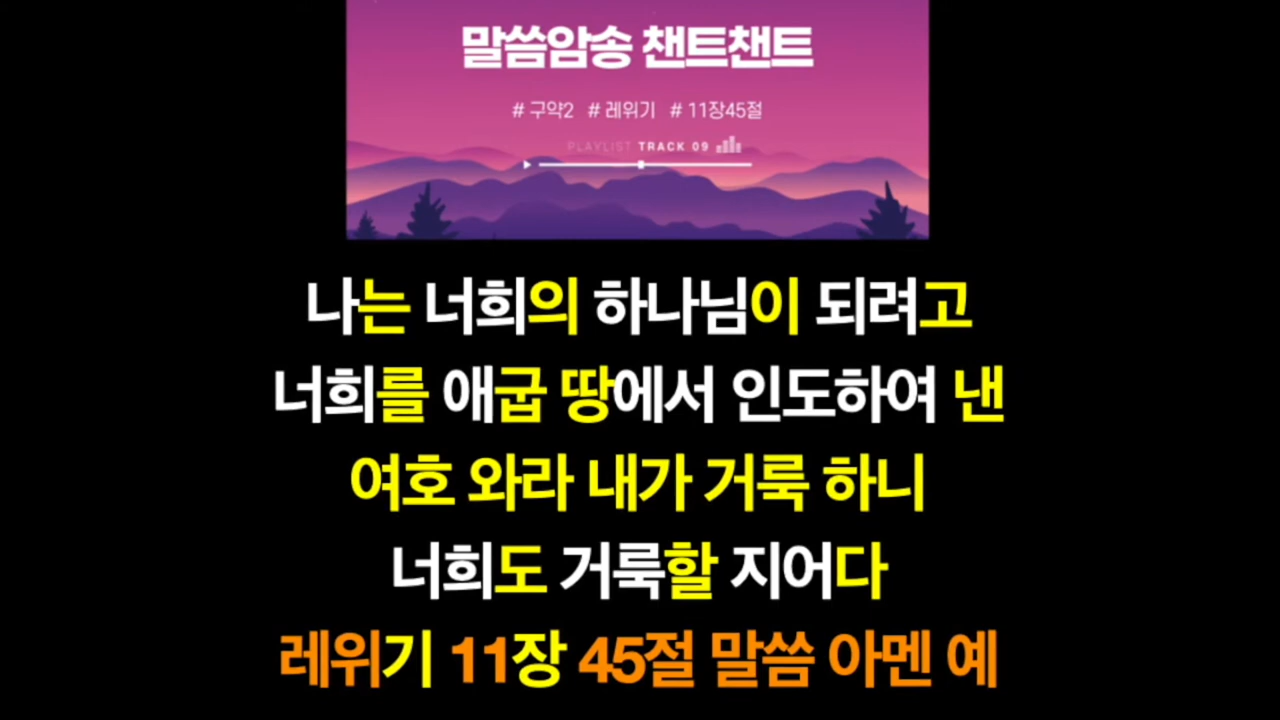 말씀암송 챈트챈트
# 구약2 # 레위기 # 11장45절
PLAYLIST TRACK 09
나는 너희의 하나님이 되려고
너희를 애굽 땅에서 인도하여 낸
여호 와라 내가 거룩 하니
너희도 거룩할 지어다
레위기 11장 45절 말씀 아멘 예